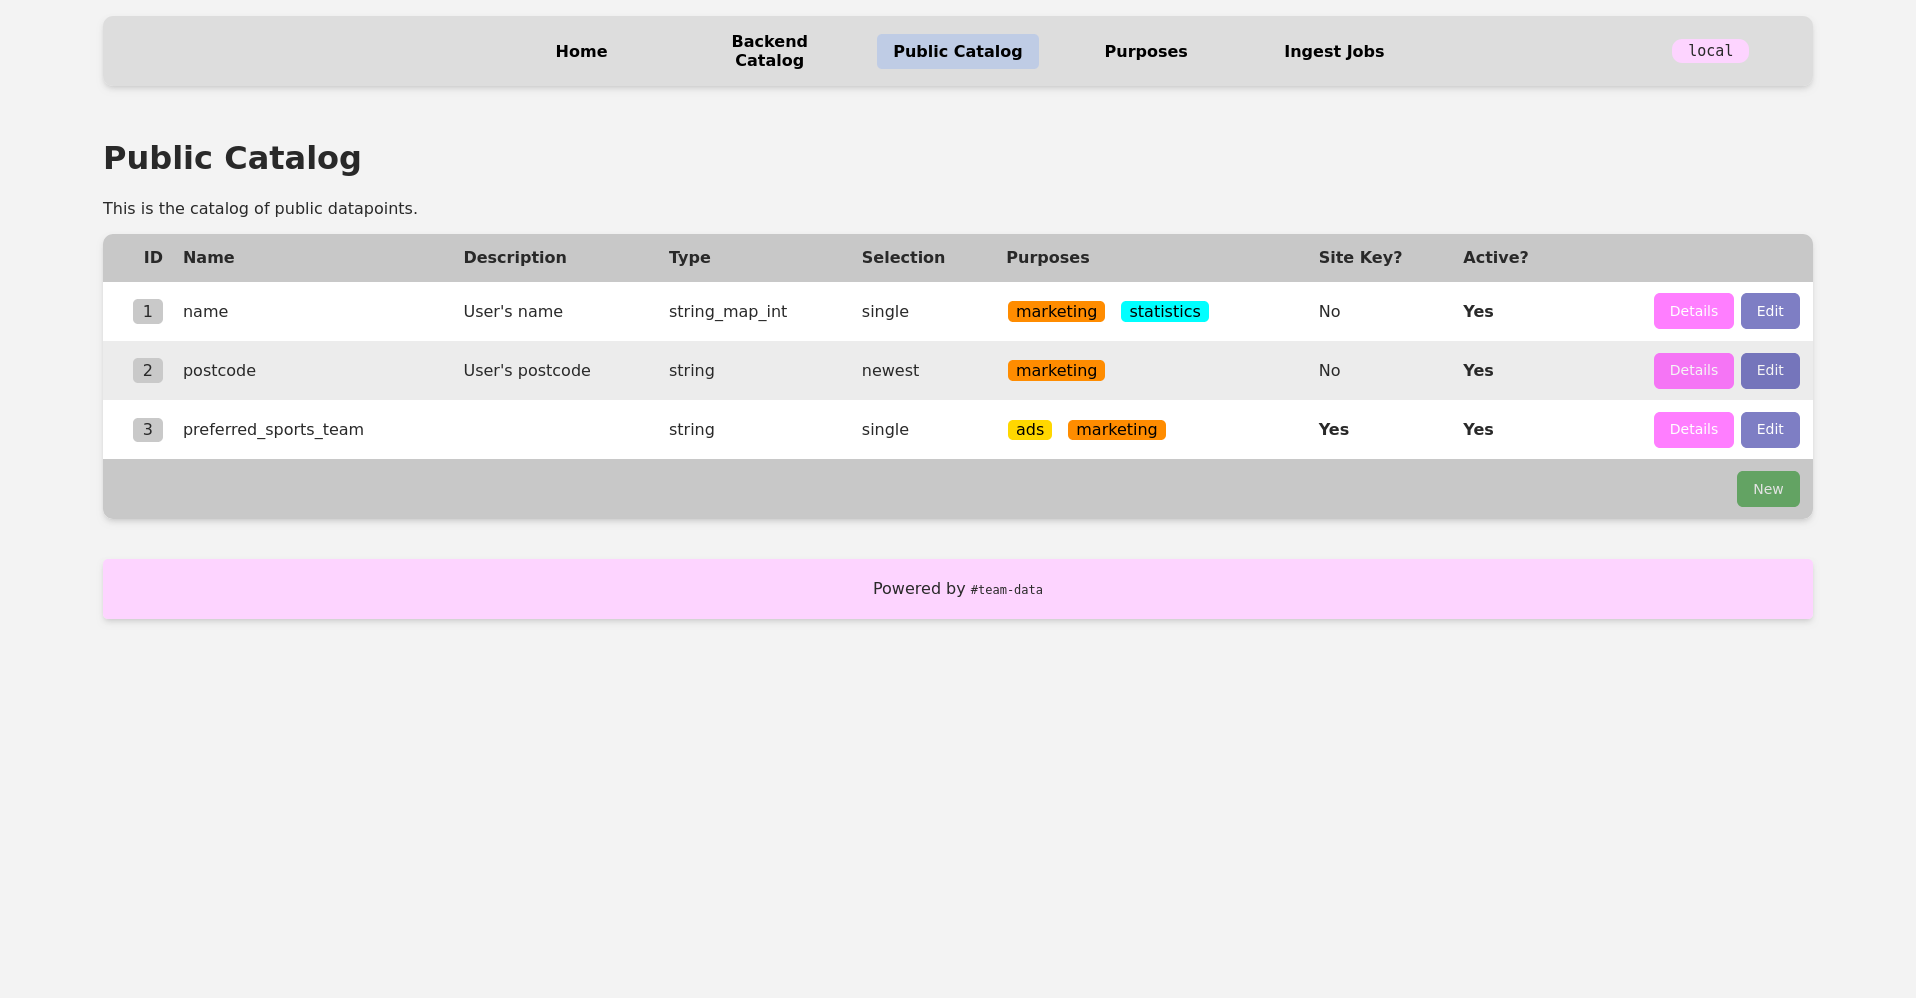 Home Backend Catalog Public Catalog Purposes Ingest Jobs local
Public Catalog
This is the catalog of public datapoints.
ID Name Description Type Selection Purposes Site Key? Active?
1 name User's name string_map_int single marketing statistics No Yes Details Edit
2 postcode User's postcode string newest marketing No Yes Details Edit
3 preferred_sports_team string single ads marketing Yes Yes Details Edit
New
Powered by #team-data